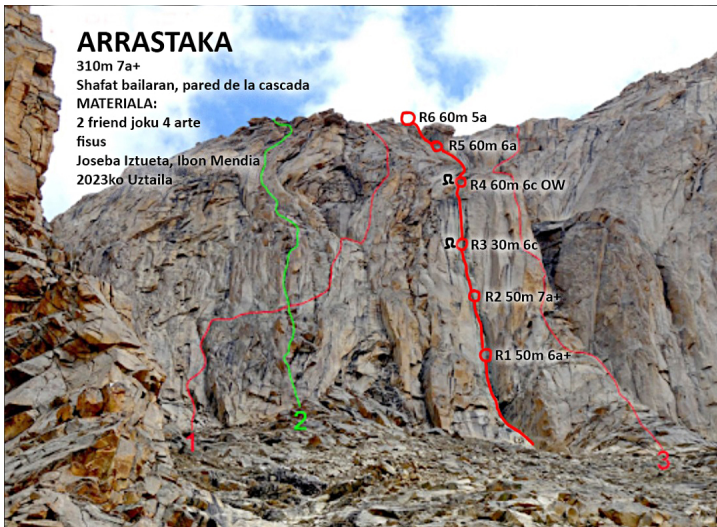 ARRASTAKA
310m 7a+
Shafat bailaran, pared de la cascada
MATERIALA:
2 friend joku 4 arte
fisus
Joseba Iztueta, Ibon Mendia
2023ko Uztaila
R6 60m 5a
R5 60m 6a
Ω R4 60m 6c OW
Ω R3 30m 6c
R2 50m 7a+
R1 50m 6a+
1
2
3